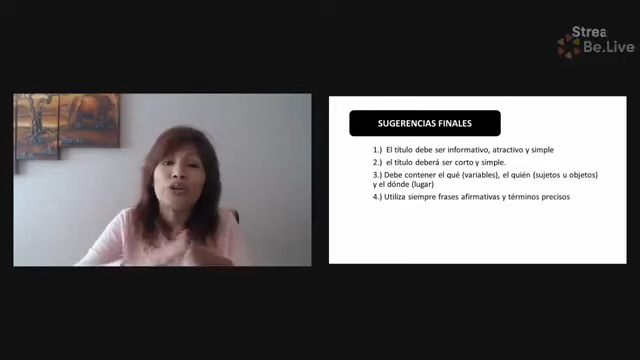 Strea
Be.Live
SUGERENCIAS FINALES
1.) El título debe ser informativo, atractivo y simple
2.) el título deberá ser corto y simple.
3.) Debe contener el qué (variables), el quién (sujetos u objetos)
y el dónde (lugar)
4.) Utiliza siempre frases afirmativas y términos precisos